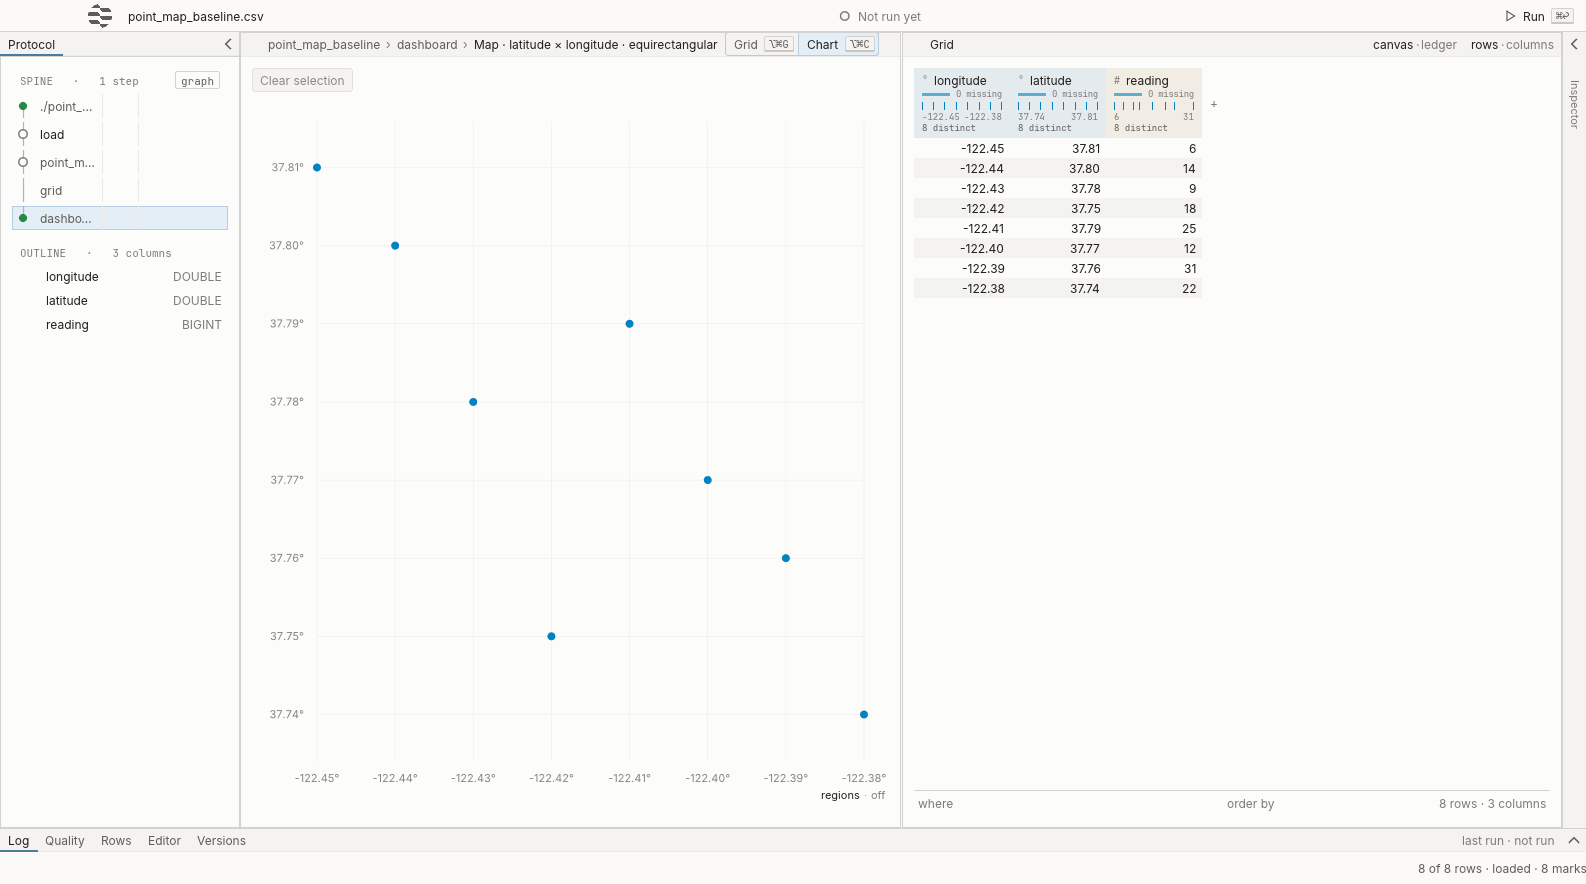 point_map_baseline.csv
Not run yet
Run ⌘⏎
Protocol
point_map_baseline › dashboard › Map · latitude × longitude · equirectangular
Grid ⌥⌘G Chart ⌥⌘C
Grid
canvas · ledger rows · columns
SPINE · 1 step graph
./point_...
load
point_m...
grid
dashbo...
OUTLINE · 3 columns
longitude DOUBLE
latitude DOUBLE
reading BIGINT
Clear selection
37.81°
37.80°
37.79°
37.78°
37.77°
37.76°
37.75°
37.74°
-122.45° -122.44° -122.43° -122.42° -122.41° -122.40° -122.39° -122.38°
regions · off
° longitude ° latitude # reading
0 missing 0 missing 0 missing
-122.45 -122.38 37.74 37.81 6 31
8 distinct 8 distinct 8 distinct
+
-122.45 37.81 6
-122.44 37.80 14
-122.43 37.78 9
-122.42 37.75 18
-122.41 37.79 25
-122.40 37.77 12
-122.39 37.76 31
-122.38 37.74 22
where order by 8 rows · 3 columns
Inspector
Log Quality Rows Editor Versions
last run · not run
8 of 8 rows · loaded · 8 marks